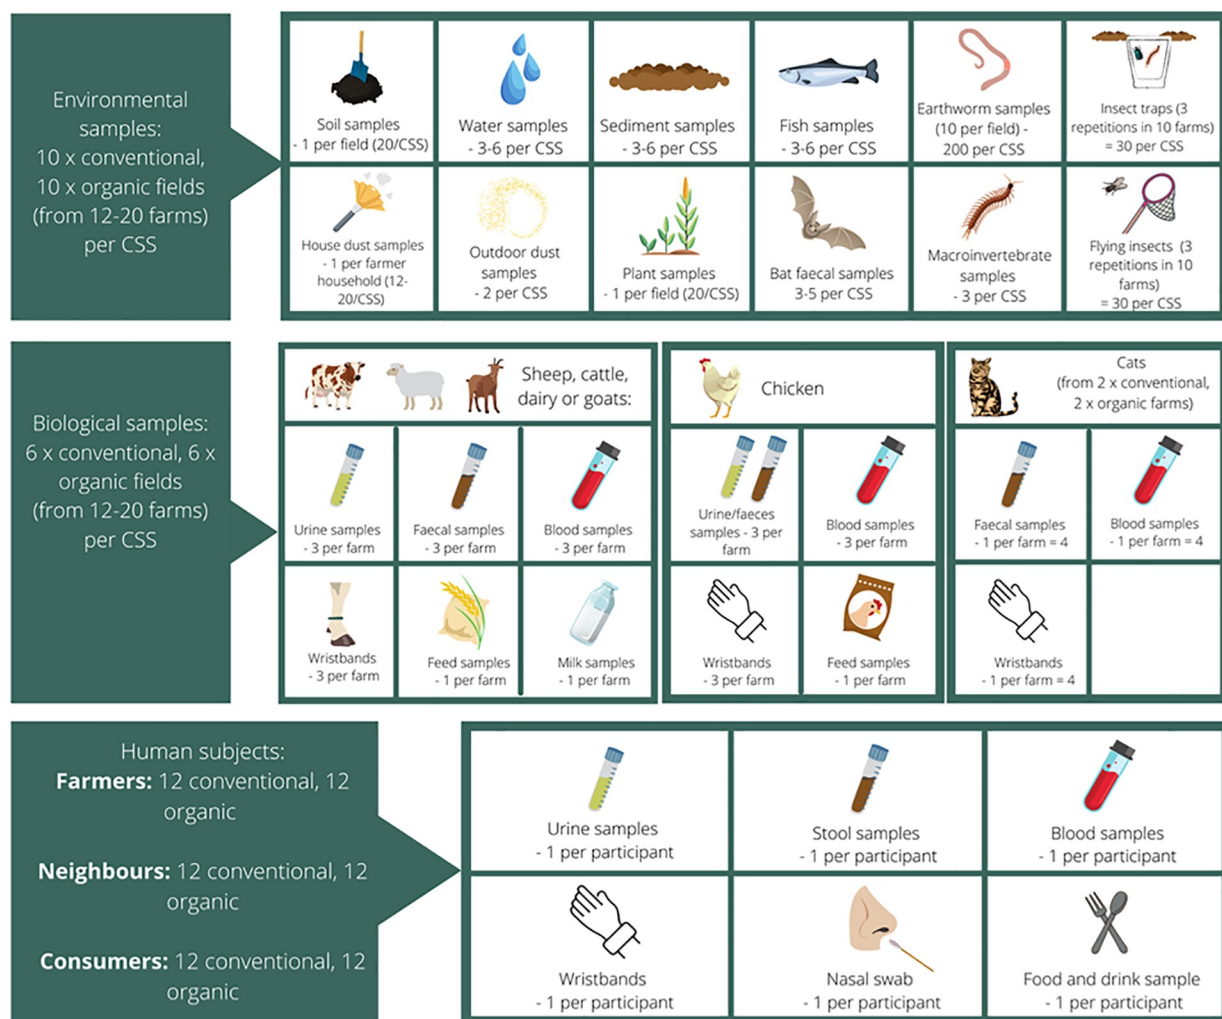 Environmental
samples:
10 x conventional,
10 x organic fields
(from 12-20 farms)
per CSS
Soil samples
- 1 per field (20/CSS)
Water samples
- 3-6 per CSS
Sediment samples
- 3-6 per CSS
Fish samples
- 3-6 per CSS
Earthworm samples
(10 per field) -
200 per CSS
Insect traps (3
repetitions in 10 farms)
= 30 per CSS
House dust samples
- 1 per farmer
household (12-
20/CSS)
Outdoor dust
samples
- 2 per CSS
Plant samples
- 1 per field (20/CSS)
Bat faecal samples
3-5 per CSS
Macroinvertebrate
samples
- 3 per CSS
Flying insects (3
repetitions in 10
farms)
= 30 per CSS
Biological samples:
6 x conventional, 6 x
organic fields
(from 12-20 farms)
per CSS
Sheep, cattle,
dairy or goats:
Urine samples
- 3 per farm
Faecal samples
- 3 per farm
Blood samples
- 3 per farm
Wristbands
- 3 per farm
Feed samples
- 1 per farm
Milk samples
- 1 per farm
Chicken
Urine/faeces
samples - 3 per
farm
Blood samples
- 3 per farm
Wristbands
- 3 per farm
Feed samples
- 1 per farm
Cats
(from 2 x conventional,
2 x organic farms)
Faecal samples
- 1 per farm = 4
Blood samples
- 1 per farm = 4
Wristbands
- 1 per farm = 4
Human subjects:
Farmers: 12 conventional, 12
organic
Neighbours: 12 conventional, 12
organic
Consumers: 12 conventional, 12
organic
Urine samples
- 1 per participant
Stool samples
- 1 per participant
Blood samples
- 1 per participant
Wristbands
- 1 per participant
Nasal swab
- 1 per participant
Food and drink sample
- 1 per participant